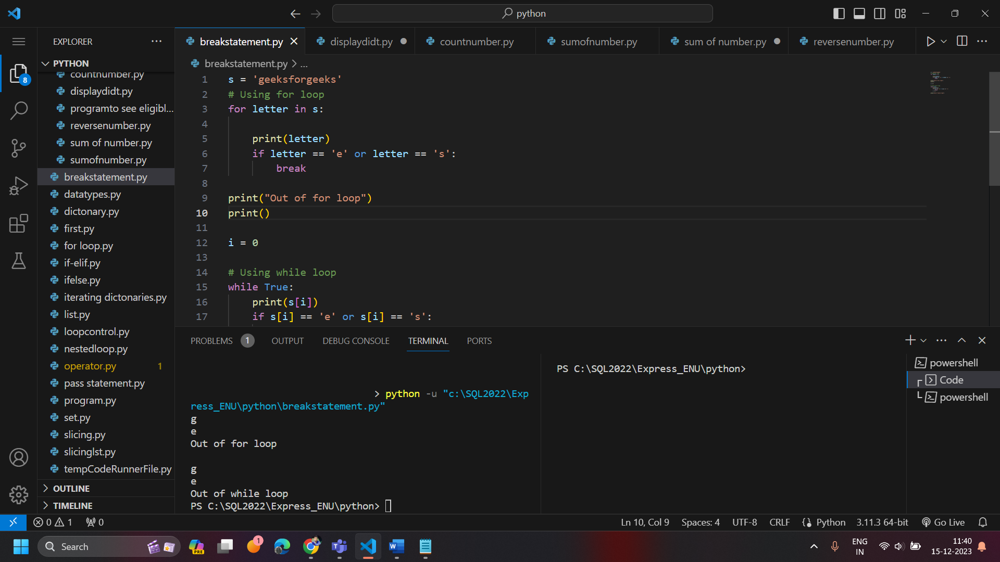 python
EXPLORER
breakstatement.py
displaydidt.py
countnumber.py
sumofnumber.py
sum of number.py
reversenumber.py
PYTHON
countnumber.py
displaydidt.py
programto see eligibl...
reversenumber.py
sum of number.py
sumofnumber.py
breakstatement.py
datatypes.py
dictonary.py
first.py
for loop.py
if-elif.py
ifelse.py
iterating dictonaries.py
list.py
loopcontrol.py
nestedloop.py
operator.py 1
pass statement.py
program.py
set.py
slicing.py
slicinglst.py
tempCodeRunnerFile.py
OUTLINE
TIMELINE
8
breakstatement.py > ...
1 s = 'geeksforgeeks'
2 # Using for loop
3 for letter in s:
4
5 print(letter)
6 if letter == 'e' or letter == 's':
7 break
8
9 print("Out of for loop")
10 print()
11
12 i = 0
13
14 # Using while loop
15 while True:
16 print(s[i])
17 if s[i] == 'e' or s[i] == 's':
PROBLEMS 1 OUTPUT DEBUG CONSOLE TERMINAL PORTS
> python -u "c:\SQL2022\Exp
ress_ENU\python\breakstatement.py"
g
e
Out of for loop
g
e
Out of while loop
PS C:\SQL2022\Express_ENU\python>
PS C:\SQL2022\Express_ENU\python>
powershell
Code
powershell
0 1 0
Ln 10, Col 9 Spaces: 4 UTF-8 CRLF Python 3.11.3 64-bit Go Live
Search
PRE
1
ENG
IN
11:40
15-12-2023